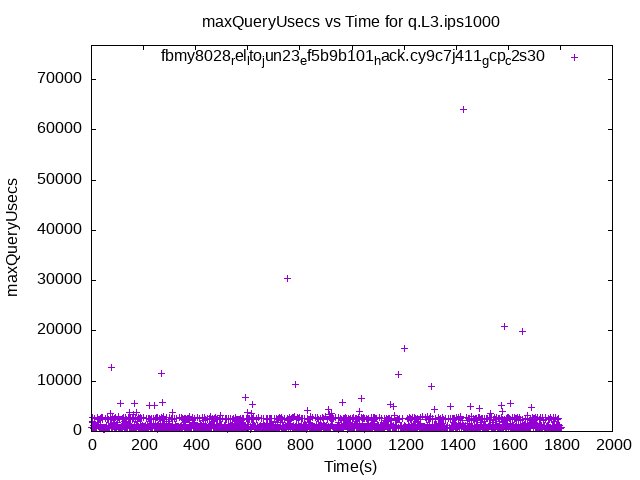 maxQueryUsecs vs Time for q.L3.ips1000
fbmy8028relltojun23ef5b9b101hack.cy9c7j411gcpc2s30
70000
60000
50000
40000
30000
20000
10000
0
maxQueryUsecs
0 200 400 600 800 1000 1200 1400 1600 1800 2000
Time(s)